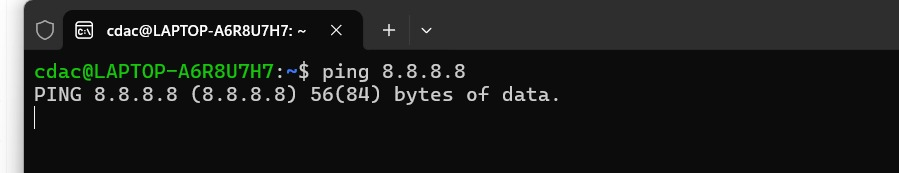 cdac@LAPTOP-A6R8U7H7: ~
cdac@LAPTOP-A6R8U7H7:~$ ping 8.8.8.8
PING 8.8.8.8 (8.8.8.8) 56(84) bytes of data.